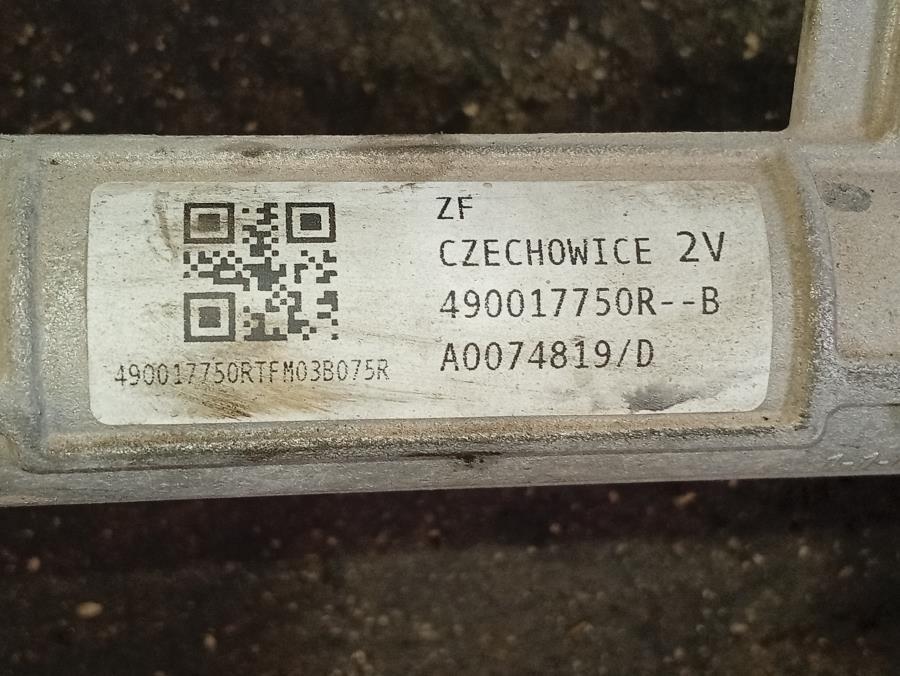 ZF
CZECHOWICE 2V
490017750R--B
A0074819/D
490017750RTFM03B075R